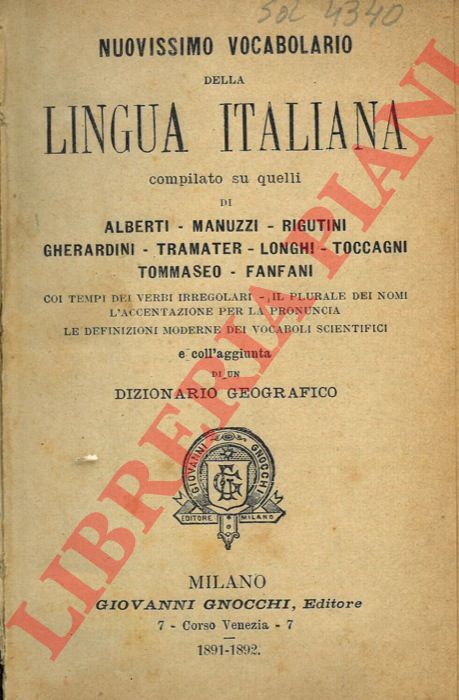 Sol 4340
NUOVISSIMO VOCABOLARIO
DELLA
LINGUA ITALIANA
compilato su quelli
DI
ALBERTI - MANUZZI - RIGUTINI
GHERARDINI - TRAMATER - LONGHI - TOCCAGNI
TOMMASEO - FANFANI
COI TEMPI DEI VERBI IRREGOLARI - IL PLURALE DEI NOMI
L'ACCENTAZIONE PER LA PRONUNCIA
LE DEFINIZIONI MODERNE DEI VOCABOLI SCIENTIFICI
e coll'aggiunta
DI UN
DIZIONARIO GEOGRAFICO
GIOVANNI GNOCCHI
EDITORE MILANO
MILANO
GIOVANNI GNOCCHI, Editore
7 - Corso Venezia - 7
1891-1892.
LIBRERIA PIANI